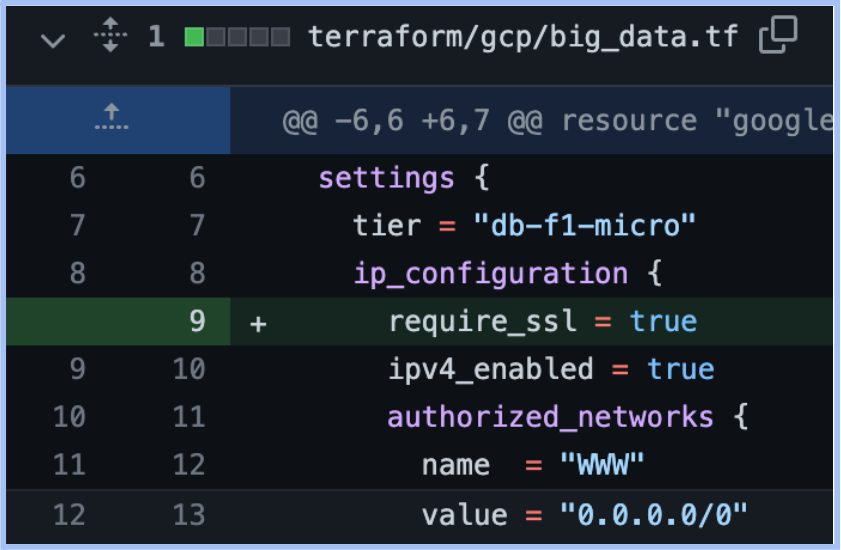 1 terraform/gcp/big_data.tf
@@ -6,6 +6,7 @@ resource "google
6 6 settings {
7 7 tier = "db-f1-micro"
8 8 ip_configuration {
9 + require_ssl = true
9 10 ipv4_enabled = true
10 11 authorized_networks {
11 12 name  = "WWW"
12 13 value = "0.0.0.0/0"